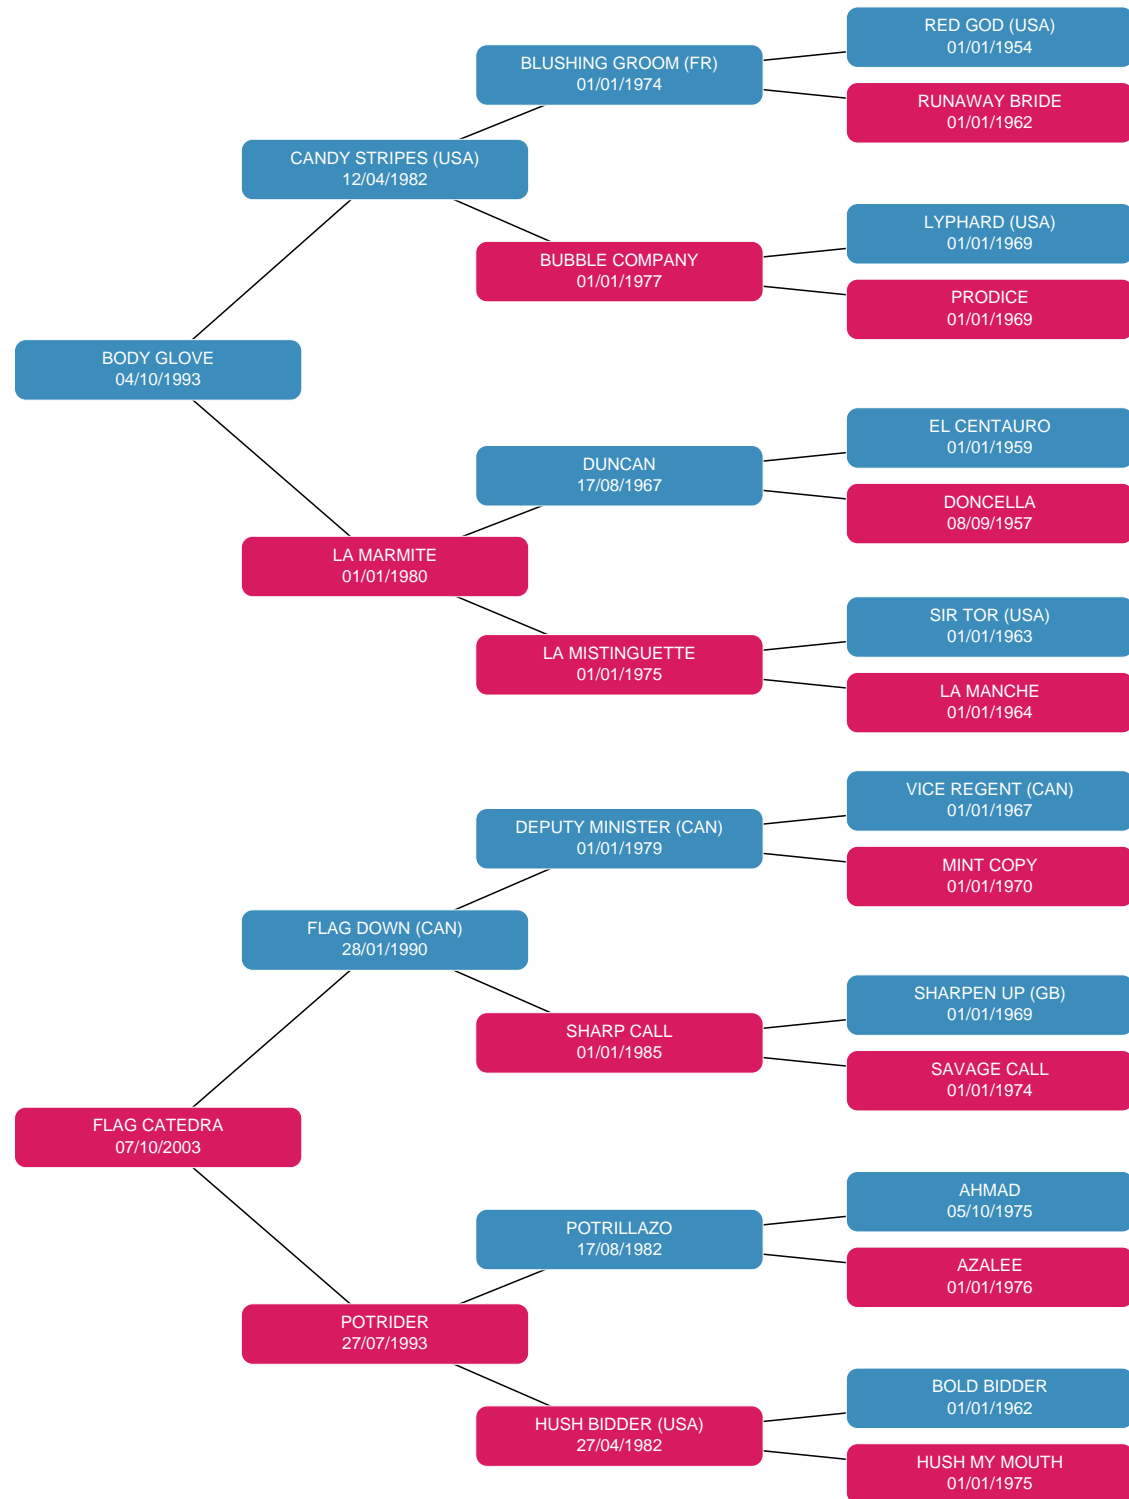 RED GOD (USA)
01/01/1954
BLUSHING GROOM (FR)
01/01/1974
RUNAWAY BRIDE
01/01/1962
CANDY STRIPES (USA)
12/04/1982
LYPHARD (USA)
01/01/1969
BUBBLE COMPANY
01/01/1977
PRODICE
01/01/1969
BODY GLOVE
04/10/1993
EL CENTAURO
01/01/1959
DUNCAN
17/08/1967
DONCELLA
08/09/1957
LA MARMITE
01/01/1980
SIR TOR (USA)
01/01/1963
LA MISTINGUETTE
01/01/1975
LA MANCHE
01/01/1964
VICE REGENT (CAN)
01/01/1967
DEPUTY MINISTER (CAN)
01/01/1979
MINT COPY
01/01/1970
FLAG DOWN (CAN)
28/01/1990
SHARPEN UP (GB)
01/01/1969
SHARP CALL
01/01/1985
SAVAGE CALL
01/01/1974
FLAG CATEDRA
07/10/2003
AHMAD
05/10/1975
POTRILLAZO
17/08/1982
AZALEE
01/01/1976
POTRIDER
27/07/1993
BOLD BIDDER
01/01/1962
HUSH BIDDER (USA)
27/04/1982
HUSH MY MOUTH
01/01/1975